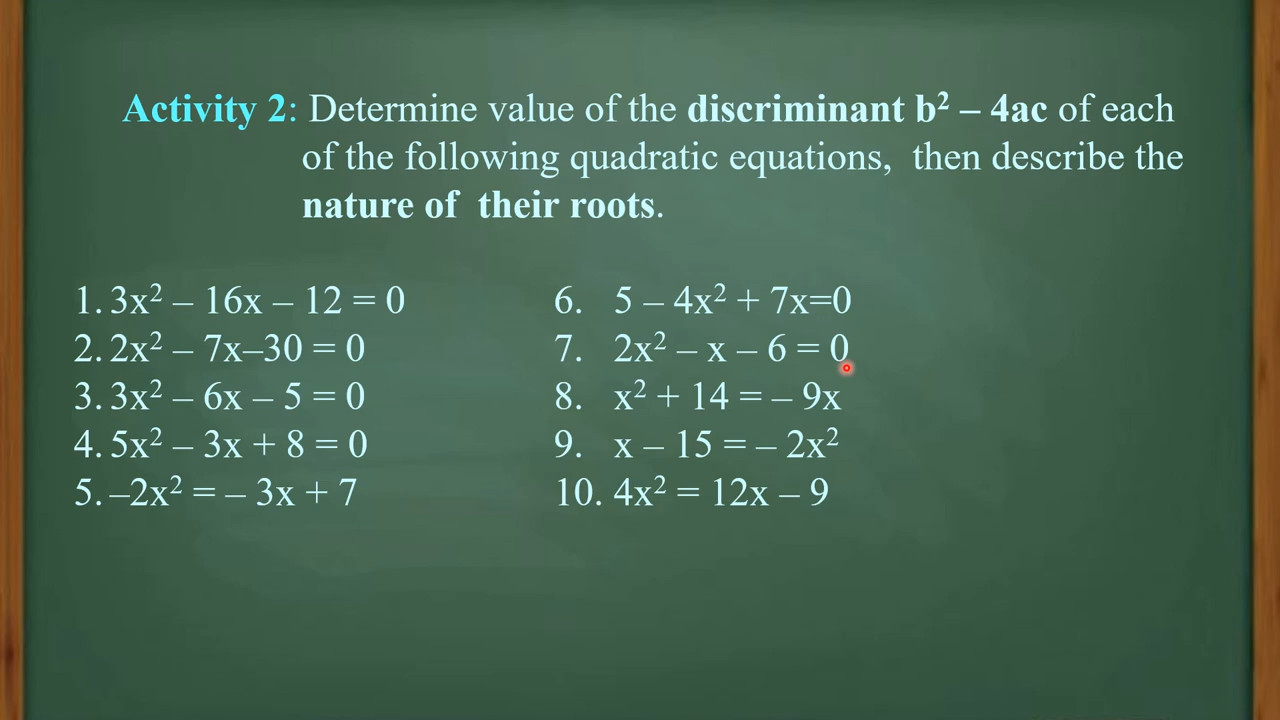 Activity 2: Determine value of the discriminant b² – 4ac of each
of the following quadratic equations, then describe the
nature of their roots.
1. 3x² – 16x – 12 = 0
2. 2x² – 7x–30 = 0
3. 3x² – 6x – 5 = 0
4. 5x² – 3x + 8 = 0
5. –2x² = – 3x + 7
6. 5 – 4x² + 7x=0
7. 2x² – x – 6 = 0
8. x² + 14 = – 9x
9. x – 15 = – 2x²
10. 4x² = 12x – 9